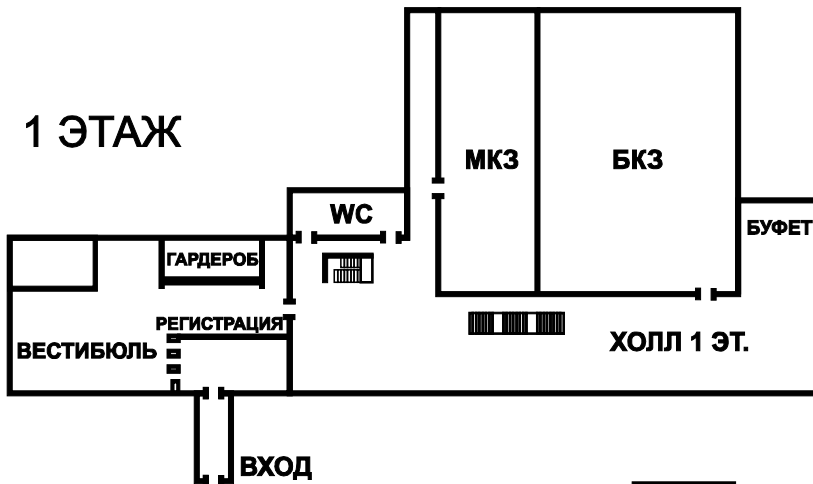 1 ЭТАЖ
МКЗ
БКЗ
WC
БУФЕТ
ГАРДЕРОБ
РЕГИСТРАЦИЯ
ВЕСТИБЮЛЬ
ХОЛЛ 1 ЭТ.
ВХОД